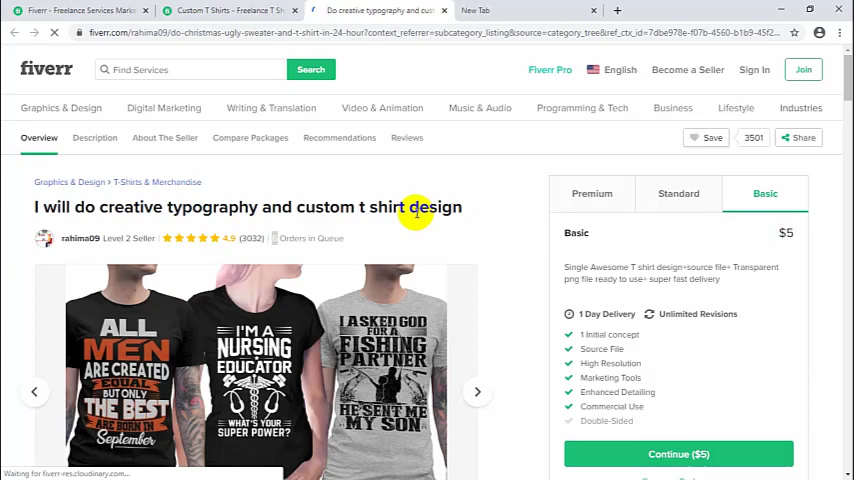 Fiverr - Freelance Services Marke
Custom T Shirts - Freelance T Sh
Do creative typography and cust
New Tab
fiverr.com/rahima09/do-christmas-ugly-sweater-and-t-shirt-in-24-hour?context_referrer=subcategory_listing&source=category_tree&ref_ctx_id=7dbe978e-f07b-4560-b1b9-45f2...
fiverr.
Find Services
Search
Fiverr Pro
English
Become a Seller
Sign In
Join
Graphics & Design
Digital Marketing
Writing & Translation
Video & Animation
Music & Audio
Programming & Tech
Business
Lifestyle
Industries
Overview
Description
About The Seller
Compare Packages
Recommendations
Reviews
Save
3501
Share
Graphics & Design > T-Shirts & Merchandise
I will do creative typography and custom t shirt design
rahima09 Level 2 Seller 4.9 (3032) Orders in Queue
Premium
Standard
Basic
Basic
$5
Single Awesome T shirt design+source file+ Transparent
png file ready to use+ super fast delivery
1 Day Delivery
Unlimited Revisions
1 Initial concept
Source File
High Resolution
Marketing Tools
Enhanced Detailing
Commercial Use
Double-Sided
Continue ($5)
ALL
MEN
ARE CREATED
EQUAL
BUT ONLY
THE BEST
ARE BORN IN
September
I'M A
NURSING
EDUCATOR
WHAT'S YOUR
SUPER POWER?
I ASKED GOD
FOR A
FISHING
PARTNER
HE SENT ME
MY SON
Waiting for fiverr-res.cloudinary.com...